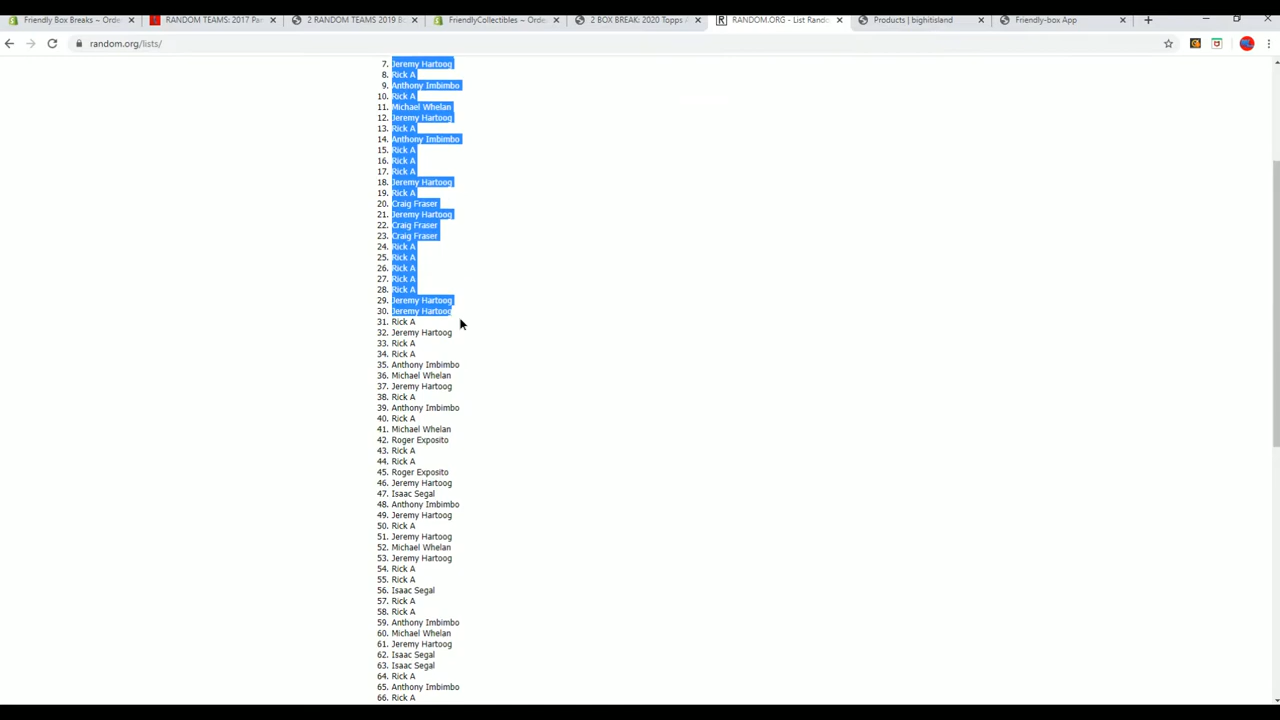 Friendly Box Breaks ~ Order
RANDOM TEAMS: 2017 Pan
2 RANDOM TEAMS 2019 B
FriendlyCollectibles ~ Order
2 BOX BREAK: 2020 Topps A
RANDOM.ORG - List Rando
Products | bighitisland
Friendly-box App
random.org/lists/
7. Jeremy Hartoog
8. Rick A
9. Anthony Imbimbo
10. Rick A
11. Michael Whelan
12. Jeremy Hartoog
13. Rick A
14. Anthony Imbimbo
15. Rick A
16. Rick A
17. Rick A
18. Jeremy Hartoog
19. Rick A
20. Craig Fraser
21. Jeremy Hartoog
22. Craig Fraser
23. Craig Fraser
24. Rick A
25. Rick A
26. Rick A
27. Rick A
28. Rick A
29. Jeremy Hartoog
30. Jeremy Hartoog
31. Rick A
32. Jeremy Hartoog
33. Rick A
34. Rick A
35. Anthony Imbimbo
36. Michael Whelan
37. Jeremy Hartoog
38. Rick A
39. Anthony Imbimbo
40. Rick A
41. Michael Whelan
42. Roger Exposito
43. Rick A
44. Rick A
45. Roger Exposito
46. Jeremy Hartoog
47. Isaac Segal
48. Anthony Imbimbo
49. Jeremy Hartoog
50. Rick A
51. Jeremy Hartoog
52. Michael Whelan
53. Jeremy Hartoog
54. Rick A
55. Rick A
56. Isaac Segal
57. Rick A
58. Rick A
59. Anthony Imbimbo
60. Michael Whelan
61. Jeremy Hartoog
62. Isaac Segal
63. Isaac Segal
64. Rick A
65. Anthony Imbimbo
66. Rick A